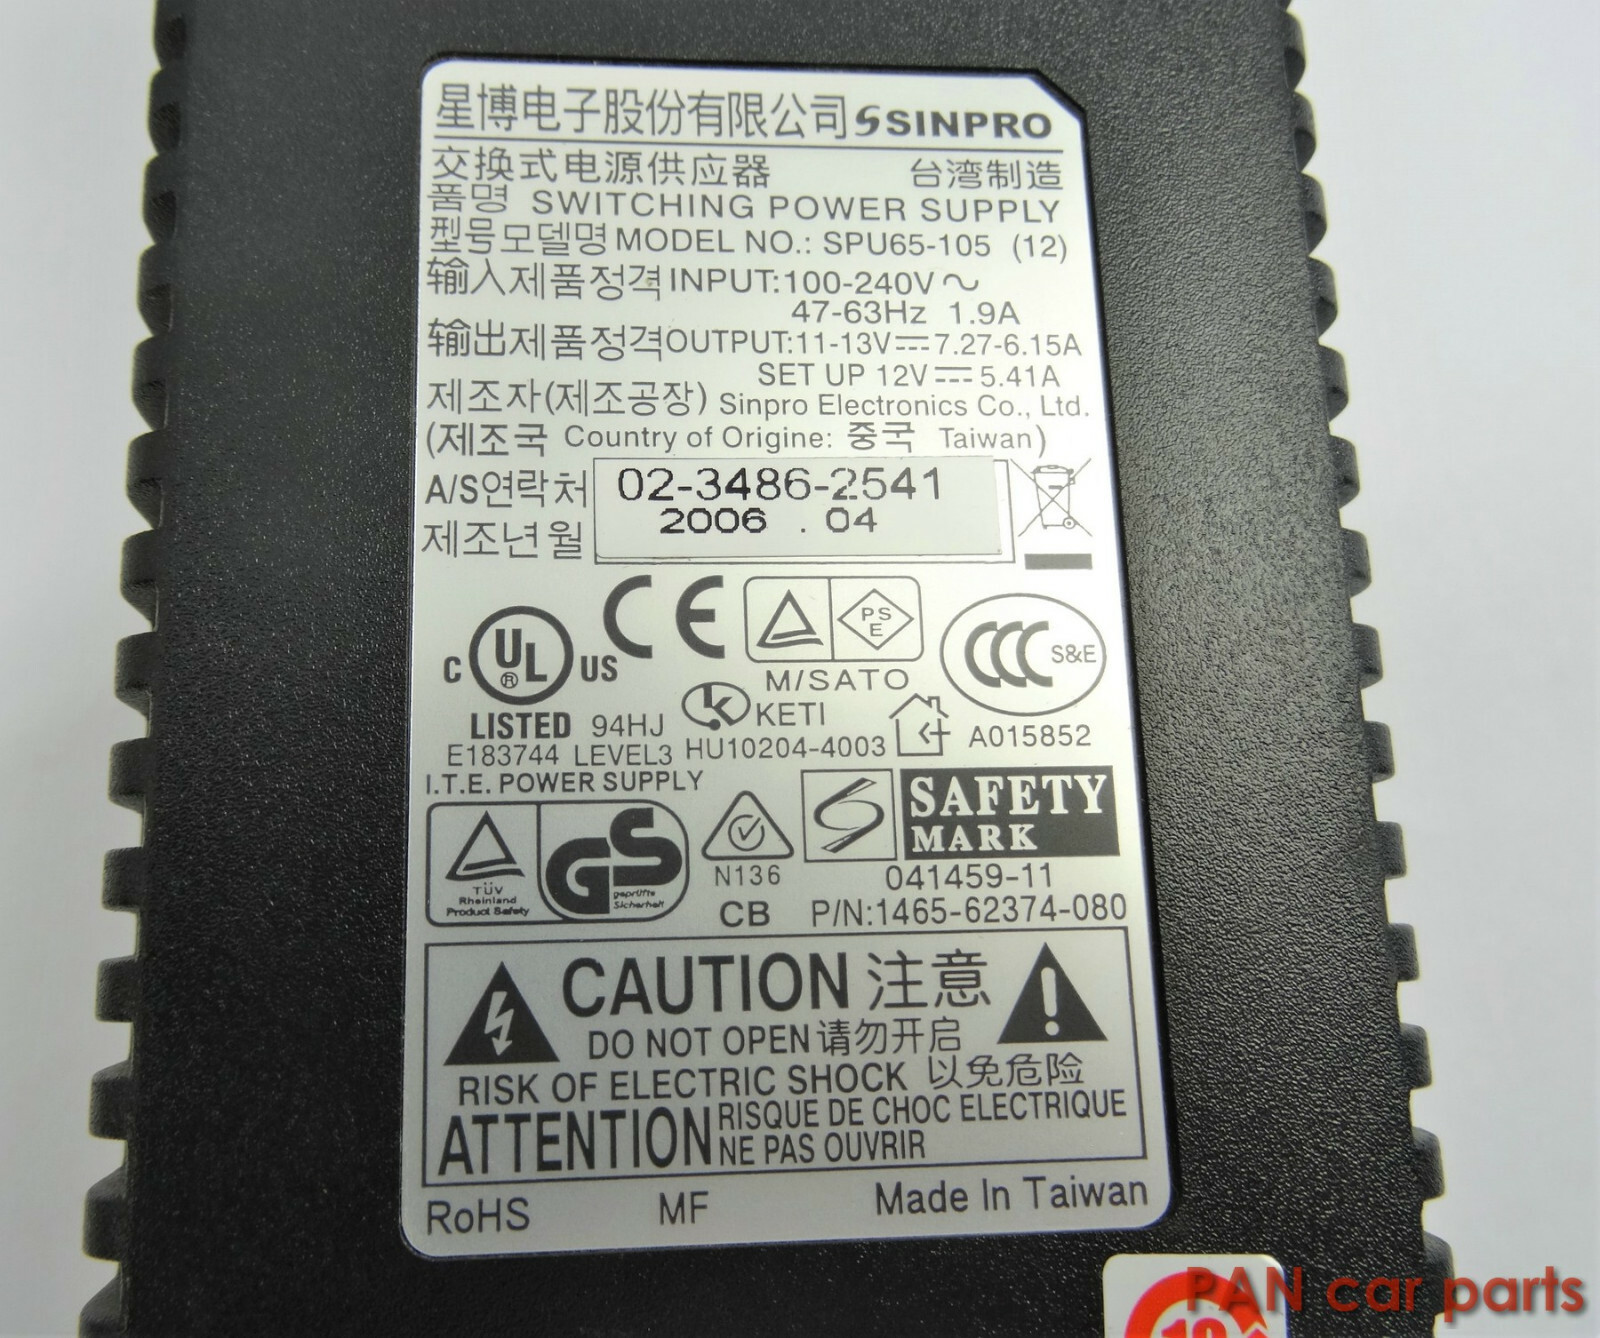 星博电子股份有限公司 SINPRO
交换式电源供应器 台湾制造
品명 SWITCHING POWER SUPPLY
型号모델명 MODEL NO.: SPU65-105 (12)
输入제품정격 INPUT:100-240V～
47-63Hz 1.9A
输出제품정격 OUTPUT:11-13V⎓7.27-6.15A
SET UP 12V⎓5.41A
제조자(제조공장) Sinpro Electronics Co., Ltd.
(제조국 Country of Origine: 중국 Taiwan)
A/S연락처 02-3486-2541
제조년월 2006 . 04
C UL ® US CE PSE CCC S&E
M/SATO
LISTED 94HJ KETI
E183744 LEVEL3 HU10204-4003 A015852
I.T.E. POWER SUPPLY
TÜV Rheinland Product Safety
GS geprüfte Sicherheit
N136
CB
SAFETY MARK
041459-11
P/N:1465-62374-080
CAUTION 注意
DO NOT OPEN 请勿开启
RISK OF ELECTRIC SHOCK 以免危险
ATTENTION RISQUE DE CHOC ELECTRIQUE
NE PAS OUVRIR
RoHS MF Made In Taiwan
PAN car parts